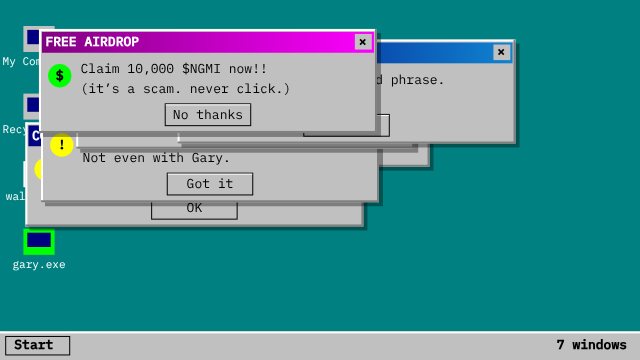 FREE AIRDROP
×
Claim 10,000 $NGMI now!!
(it's a scam. never click.)
$
No thanks
×
phrase.
!
Not even with Gary.
Got it
OK
My Com
Recy
wal
gary.exe
Start
7 windows